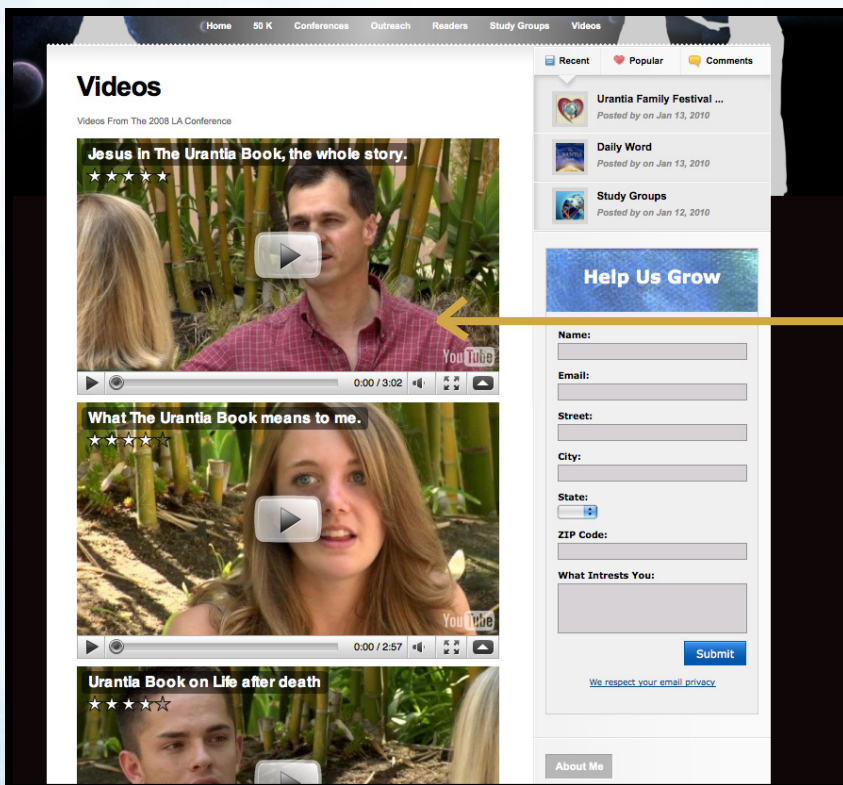 Home 50 K Conferences Outreach Readers Study Groups Videos
Videos
Videos From The 2008 LA Conference
Jesus in The Urantia Book, the whole story.
YouTube
0:00 / 3:02
What The Urantia Book means to me.
YouTube
0:00 / 2:57
Urantia Book on Life after death
Recent Popular Comments
Urantia Family Festival ...
Posted by on Jan 13, 2010
Daily Word
Posted by on Jan 13, 2010
Study Groups
Posted by on Jan 12, 2010
Help Us Grow
Name:
Email:
Street:
City:
State:
ZIP Code:
What Intrests You:
Submit
We respect your email privacy
About Me